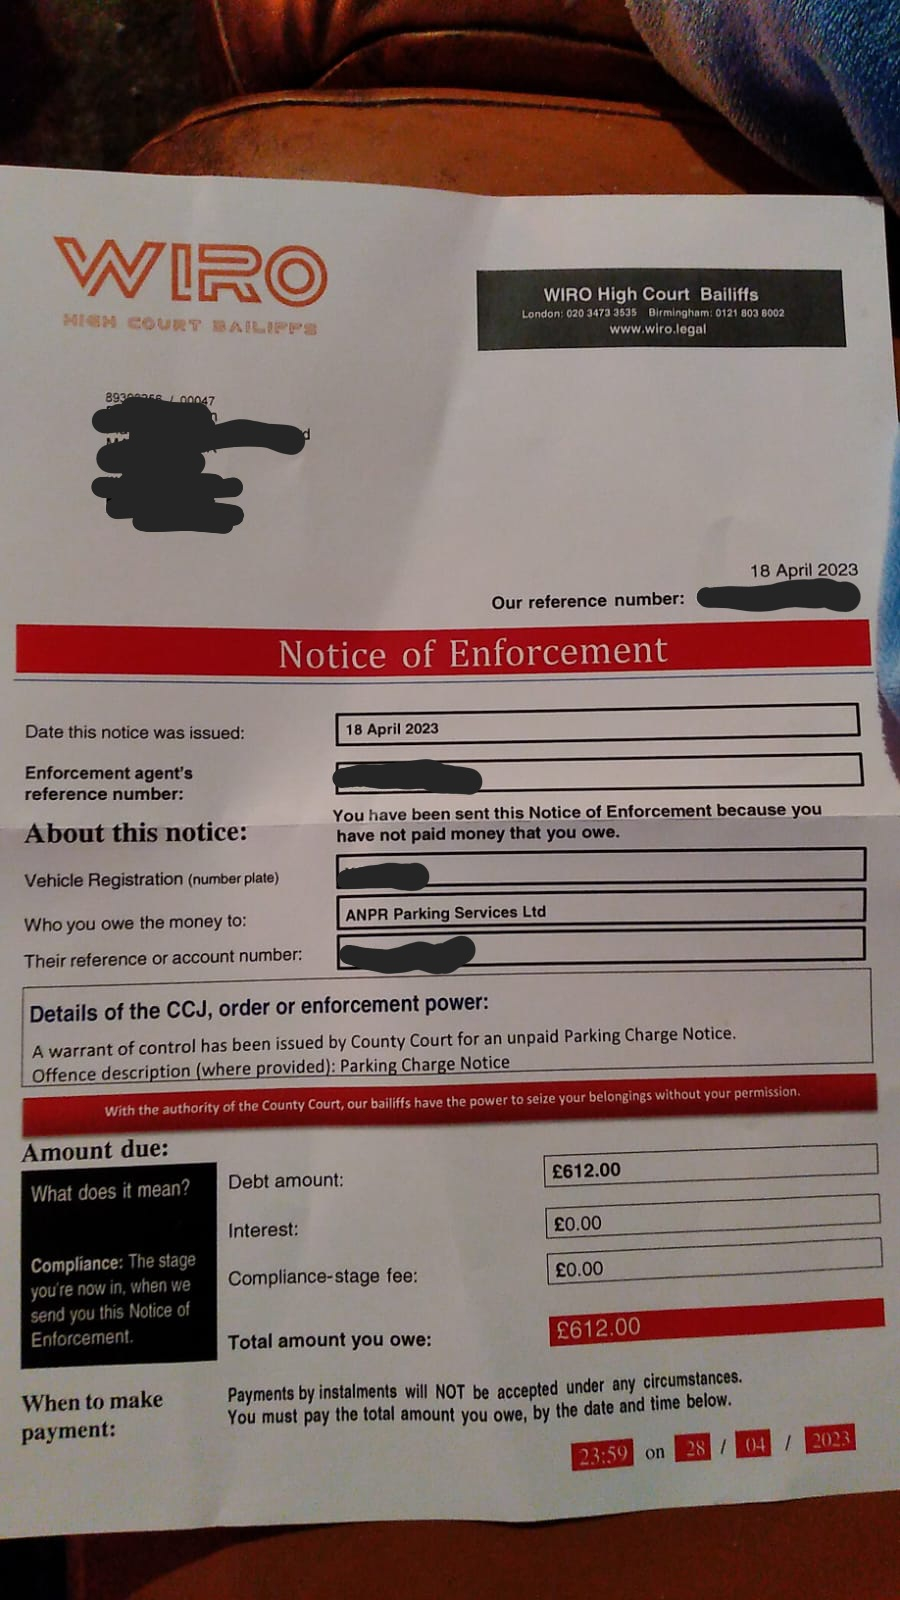 WIRO
HIGH COURT BAILIFFS
WIRO High Court Bailiffs
London: 020 3473 3535 Birmingham: 0121 803 8002
www.wiro.legal
/ 00047
18 April 2023
Our reference number:
Notice of Enforcement
Date this notice was issued:
18 April 2023
Enforcement agent's
reference number:
About this notice:
You have been sent this Notice of Enforcement because you
have not paid money that you owe.
Vehicle Registration (number plate)
Who you owe the money to:
ANPR Parking Services Ltd
Their reference or account number:
Details of the CCJ, order or enforcement power:
A warrant of control has been issued by County Court for an unpaid Parking Charge Notice.
Offence description (where provided): Parking Charge Notice
With the authority of the County Court, our bailiffs have the power to seize your belongings without your permission.
Amount due:
What does it mean?
Compliance: The stage
you're now in, when we
send you this Notice of
Enforcement.
Debt amount:
£612.00
Interest:
£0.00
Compliance-stage fee:
£0.00
Total amount you owe:
£612.00
When to make
payment:
Payments by instalments will NOT be accepted under any circumstances.
You must pay the total amount you owe, by the date and time below.
23:59 on 28 / 04 / 2023